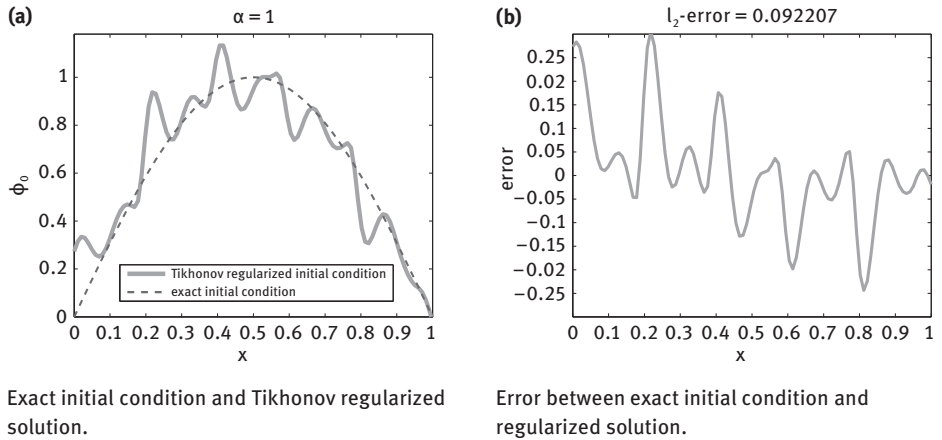 (a)
α = 1
1
0.8
0.6
0.4
0.2
0
ϕ₀
Tikhonov regularized initial condition
exact initial condition
0 0.1 0.2 0.3 0.4 0.5 0.6 0.7 0.8 0.9 1
x
Exact initial condition and Tikhonov regularized
solution.
(b)
l₂-error = 0.092207
0.25
0.02
0.15
0.1
0.05
0
−0.05
−0.1
−0.15
−0.02
−0.25
error
0 0.1 0.2 0.3 0.4 0.5 0.6 0.7 0.8 0.9 1
x
Error between exact initial condition and
regularized solution.